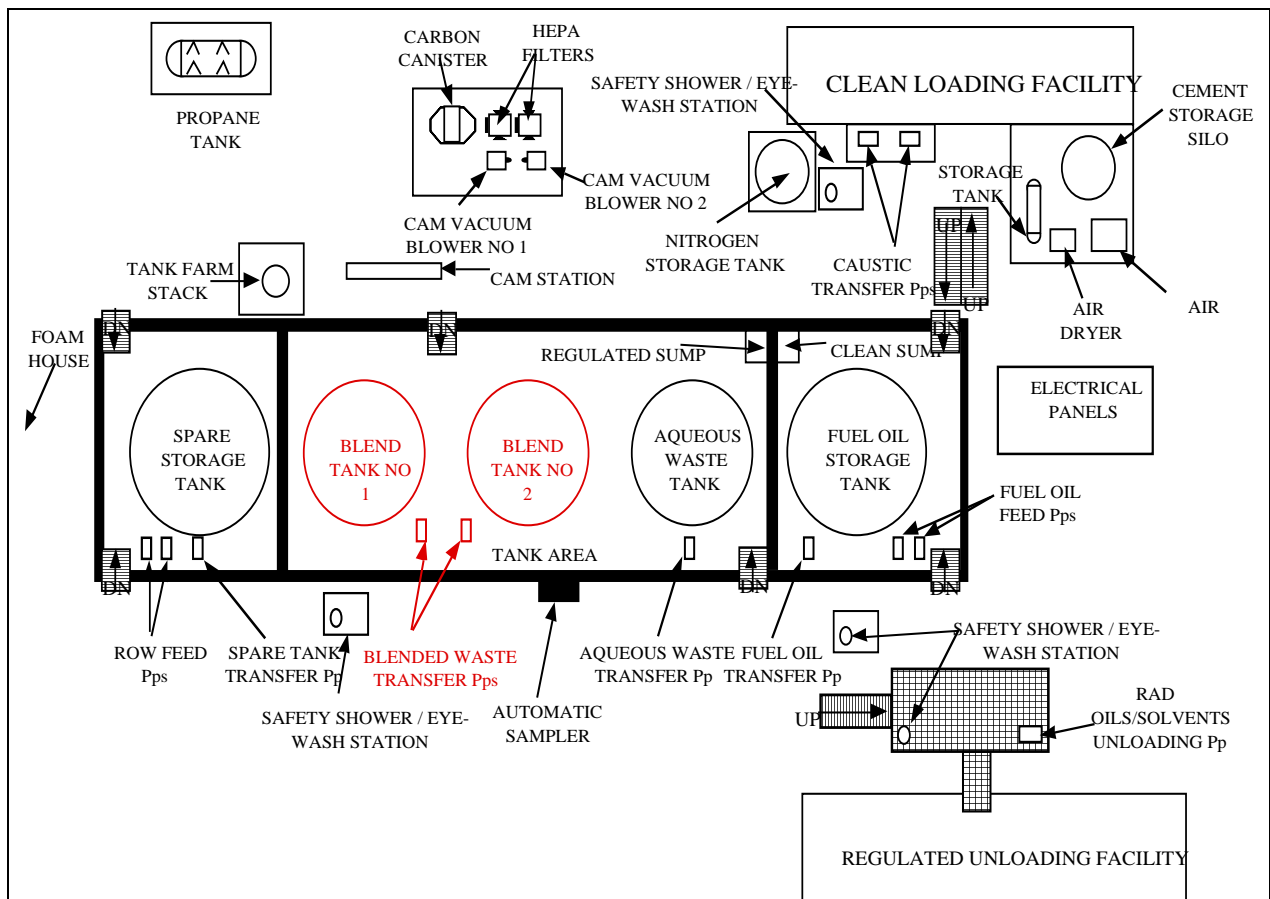 CARBON
CANISTER
HEPA
FILTERS
SAFETY SHOWER / EYE-
WASH STATION
CLEAN LOADING FACILITY
CEMENT
STORAGE
SILO
PROPANE
TANK
STORAGE
TANK
CAM VACUUM
BLOWER NO 2
CAM VACUUM
BLOWER NO 1
NITROGEN
STORAGE TANK
CAUSTIC
TRANSFER Pps
UP
UP
AIR
DRYER
AIR
TANK FARM
STACK
CAM STATION
FOAM
HOUSE
DN
DN
DN
REGULATED SUMP
CLEAN SUMP
ELECTRICAL
PANELS
SPARE
STORAGE
TANK
BLEND
TANK NO
1
BLEND
TANK NO
2
AQUEOUS
WASTE
TANK
FUEL OIL
STORAGE
TANK
FUEL OIL
FEED Pps
TANK AREA
DN
DN
DN
ROW FEED
Pps
SPARE TANK
TRANSFER Pp
BLENDED WASTE
TRANSFER Pps
AQUEOUS WASTE
TRANSFER Pp
FUEL OIL
TRANSFER Pp
SAFETY SHOWER / EYE-
WASH STATION
SAFETY SHOWER / EYE-
WASH STATION
AUTOMATIC
SAMPLER
UP
RAD
OILS/SOLVENTS
UNLOADING Pp
REGULATED UNLOADING FACILITY